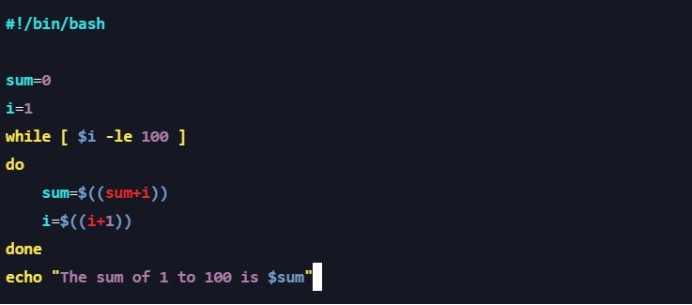 #!/bin/bash

sum=0
i=1
while [ $i -le 100 ]
do
    sum=$((sum+i))
    i=$((i+1))
done
echo "The sum of 1 to 100 is $sum"